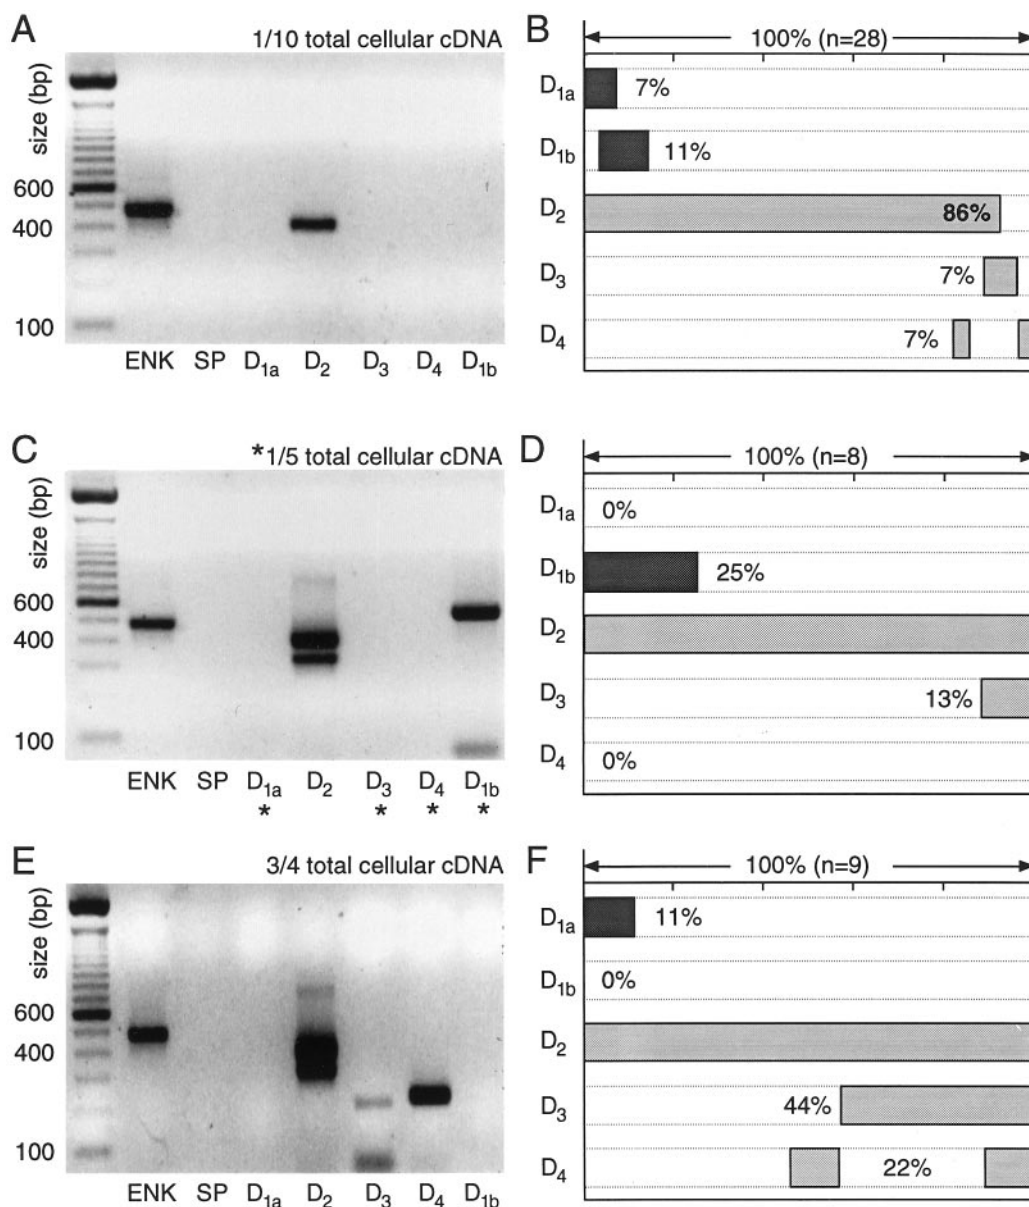 A
1/10 total cellular cDNA
size (bp)
600
400
100
ENK SP D1a D2 D3 D4 D1b
B
100% (n=28)
D1a 7%
D1b 11%
D2 86%
D3 7%
D4 7%
C
*1/5 total cellular cDNA
size (bp)
600
400
100
ENK SP D1a D2 D3 D4 D1b
* * * *
D
100% (n=8)
D1a 0%
D1b 25%
D2
D3 13%
D4 0%
E
3/4 total cellular cDNA
size (bp)
600
400
100
ENK SP D1a D2 D3 D4 D1b
F
100% (n=9)
D1a 11%
D1b 0%
D2
D3 44%
D4 22%